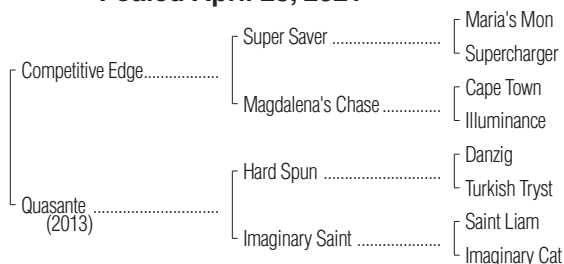 Foaled April 2021
Maria's Mon
Super Saver
Supercharger
Competitive Edge
Cape Town
Magdalena's Chase
Illuminance
Danzig
Hard Spun
Turkish Tryst
Quasante
(2013)
Saint Liam
Imaginary Saint
Imaginary Cat